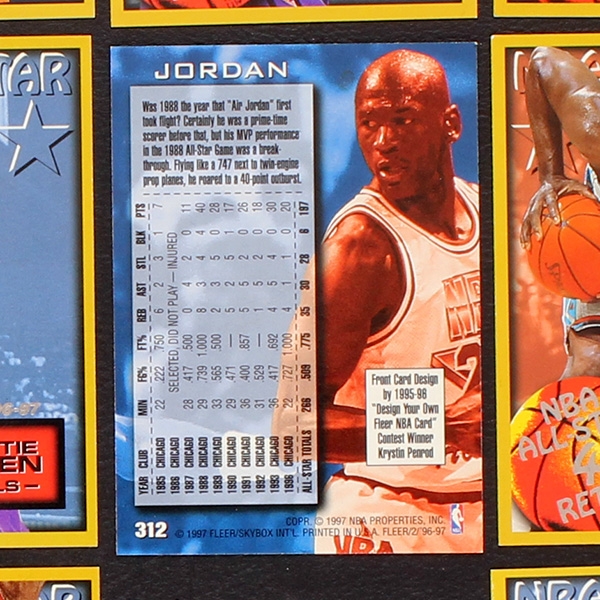 JORDAN
Was 1988 the year that "Air Jordan" first
took flight? Certainly he was a prime-time
scorer before that, but his MVP performance
in the 1988 All-Star Game was a break-
through. Flying like a 747 next to twin-engine
prop planes, he roared to a 40-point outburst.
YEAR CLUB MIN FG% FT% REB AST STL BLK PTS
1985 CHICAGO 22 .222 .750 6 2 3 1 7
1986 CHICAGO SELECTED, DID NOT PLAY — INJURED
1987 CHICAGO 28 .417 .500 0 4 2 0 11
1988 CHICAGO 29 .739 1.000 8 3 4 4 40
1989 CHICAGO 33 .565 .500 2 3 5 0 28
1990 CHICAGO 29 .471 — 5 2 5 1 17
1991 CHICAGO 36 .400 .857 5 5 2 0 26
1992 CHICAGO 31 .529 — 1 5 2 0 18
1993 CHICAGO 36 .417 .692 4 5 4 0 30
1996 CHICAGO 22 .727 1.000 4 1 1 0 20
ALL-STAR TOTALS 266 .509 .775 35 30 28 6 197
Front Card Design
by 1995-96
"Design Your Own
Fleer NBA Card"
Contest Winner
Krystin Penrod
312
COPR. © 1997 NBA PROPERTIES, INC.
© 1997 FLEER/SKYBOX INT'L. PRINTED IN U.S.A. FLEER/2/'96-97
NBA